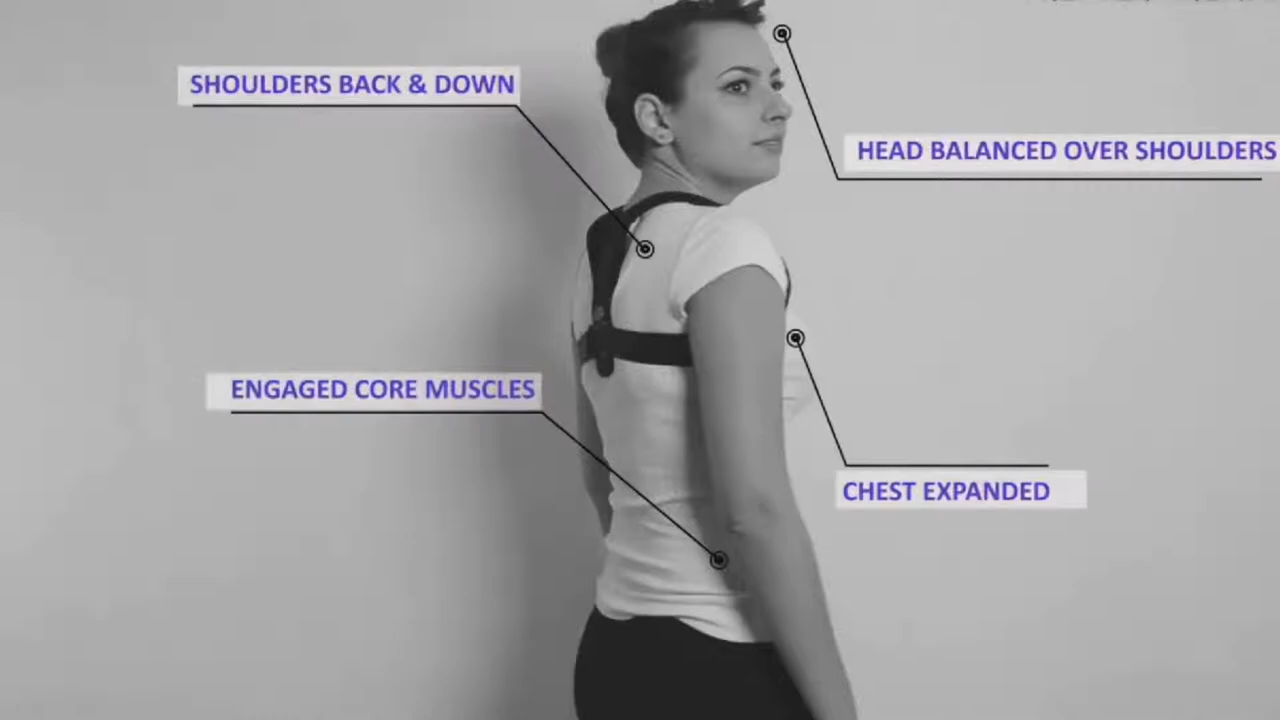 SHOULDERS BACK & DOWN
HEAD BALANCED OVER SHOULDERS
ENGAGED CORE MUSCLES
CHEST EXPANDED